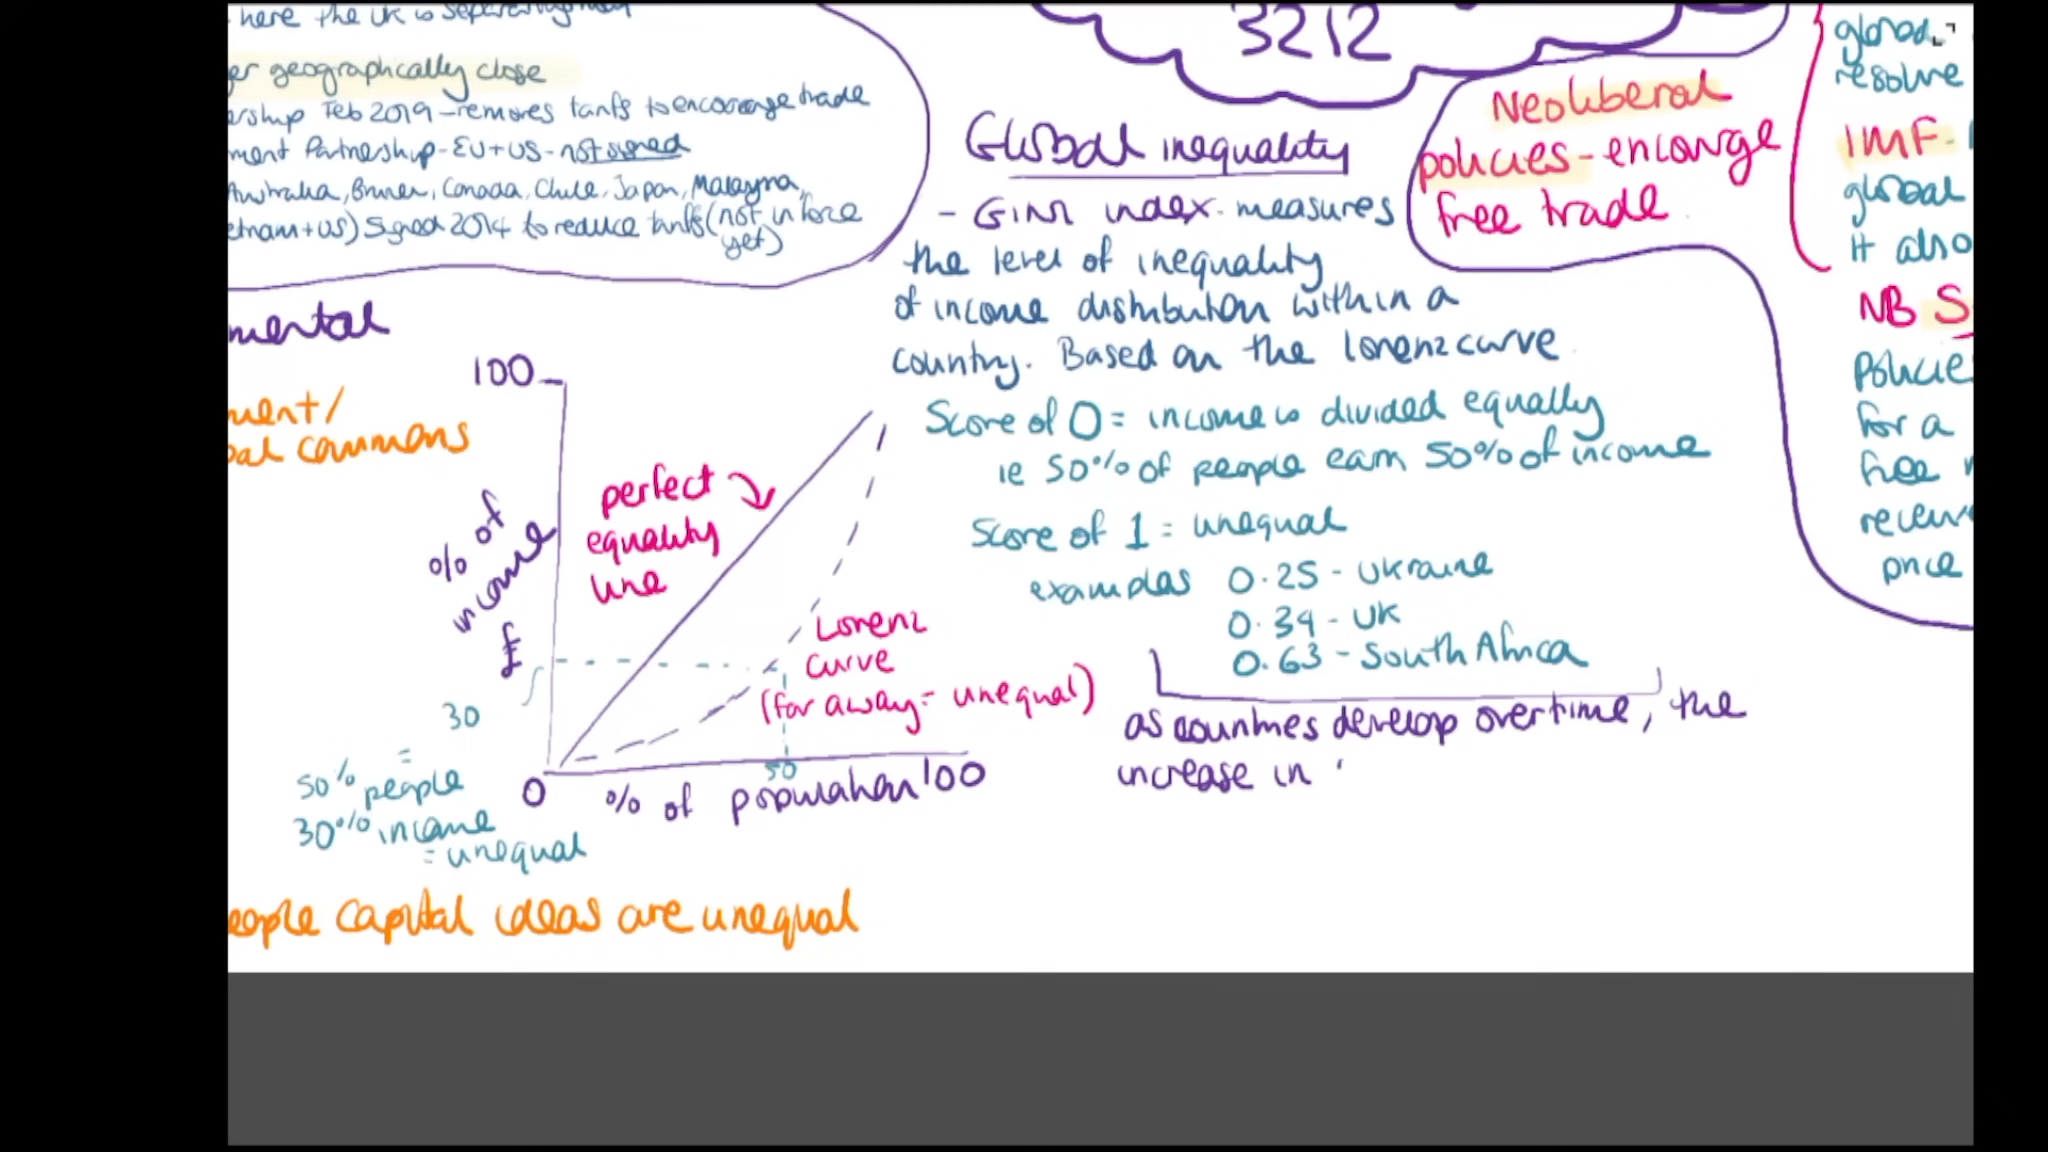 here the UK is
er geographically close
ership Feb 2019 - removes tariffs to encourage trade
ment Partnership - EU + US - not signed
Australia, Brunei, Canada, Chile, Japan, Malaysia,
etnam + US) Signed 2014 to reduce tariffs (not in force
yet)
mental
ment/
bal commons
3212
Global inequality
- GINI index measures
the level of inequality
of income distribution within a
country. Based on the lorenz curve
Score of 0 = income is divided equally
ie 50% of people earn 50% of income
Score of 1 = unequal
examples 0.25 - Ukraine
0.34 - UK
0.63 - South Africa
as countries develop overtime, the
increase in
Neoliberal
policies - encourage
free trade
global
resolve
IMF -
global
it also
NB S
Policie
for a
free
receiv
price
100
% of
income
£
perfect
equality
line
Lorenz
curve
(far away = unequal)
30
50
0
% of population 100
50% people
=
30% income
= unequal
eople capital ideas are unequal